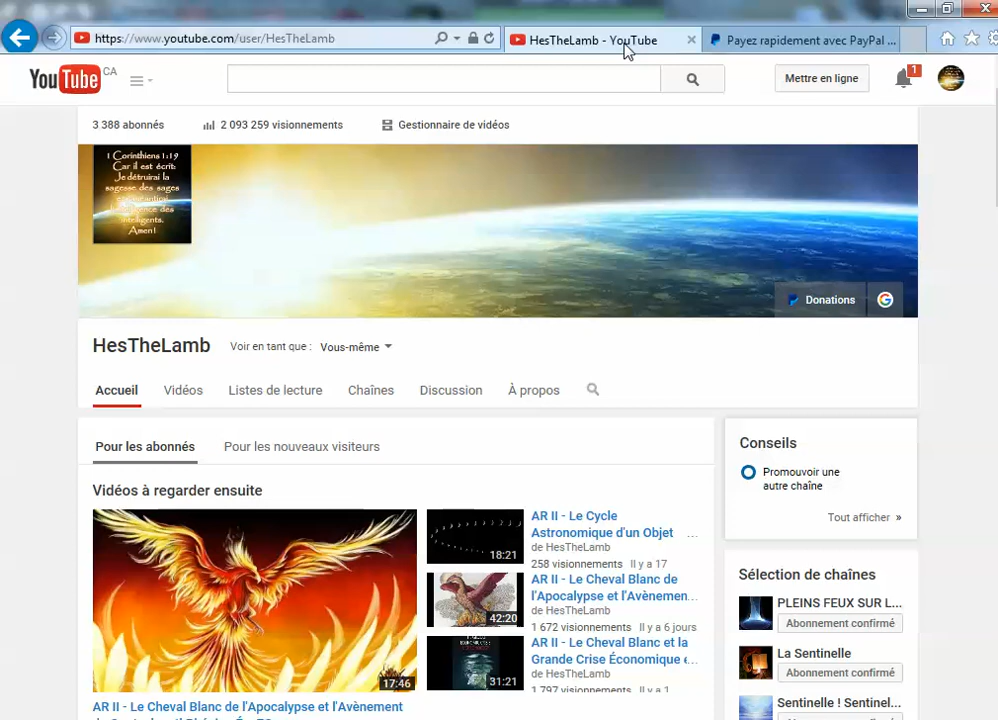 https://www.youtube.com/user/HesTheLamb
HesTheLamb - YouTube
Payez rapidement avec PayPal ...
YouTube CA
Mettre en ligne
1
3 388 abonnés
2 093 259 visionnements
Gestionnaire de vidéos
1 Corinthiens 1:19
Car il est écrit:
Je détruirai la
sagesse des sages
intelligents.
Amen!
Donations
G
HesTheLamb
Voir en tant que :
Vous-même
Accueil
Vidéos
Listes de lecture
Chaînes
Discussion
À propos
Pour les abonnés
Pour les nouveaux visiteurs
Vidéos à regarder ensuite
17:46
AR II - Le Cheval Blanc de l'Apocalypse et l'Avènement
18:21
AR II - Le Cycle
Astronomique d'un Objet ...
de HesTheLamb
258 visionnements Il y a 17
42:20
AR II - Le Cheval Blanc de
l'Apocalypse et l'Avènemen...
de HesTheLamb
1 672 visionnements Il y a 6 jours
31:21
AR II - Le Cheval Blanc et la
Grande Crise Économique
de HesTheLamb
1 797 visionnements Il y a 1
Conseils
Promouvoir une
autre chaîne
Tout afficher »
Sélection de chaînes
PLEINS FEUX SUR L...
Abonnement confirmé
La Sentinelle
Abonnement confirmé
Sentinelle ! Sentinel...